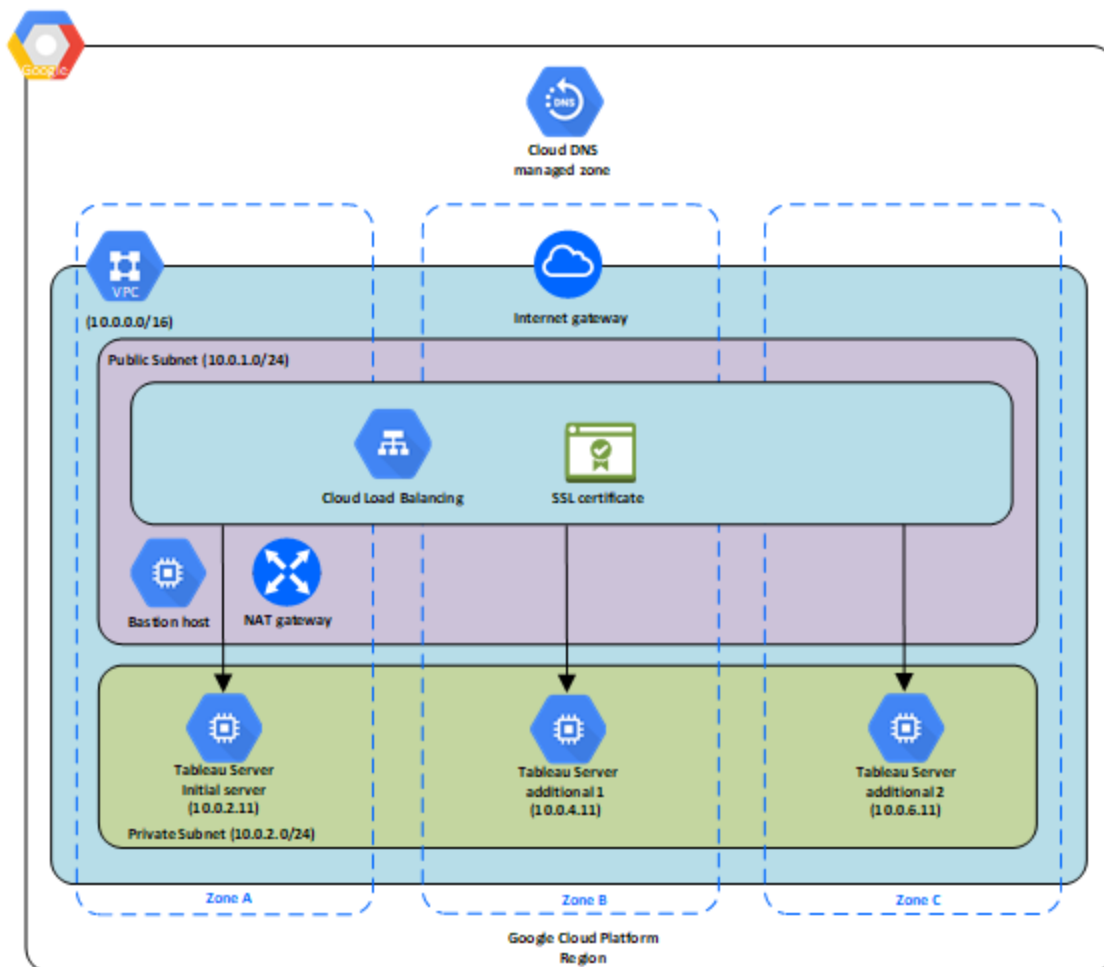 Google
DNS
Cloud DNS
managed zone
VPC
(10.0.0.0/16)
Internet gateway
Public Subnet (10.0.1.0/24)
Cloud Load Balancing
SSL certificate
Bastion host
NAT gateway
Tableau Server
Initial server
(10.0.2.11)
Tableau Server
additional 1
(10.0.4.11)
Tableau Server
additional 2
(10.0.6.11)
Private Subnet (10.0.2.0/24)
Zone A
Zone B
Zone C
Google Cloud Platform
Region